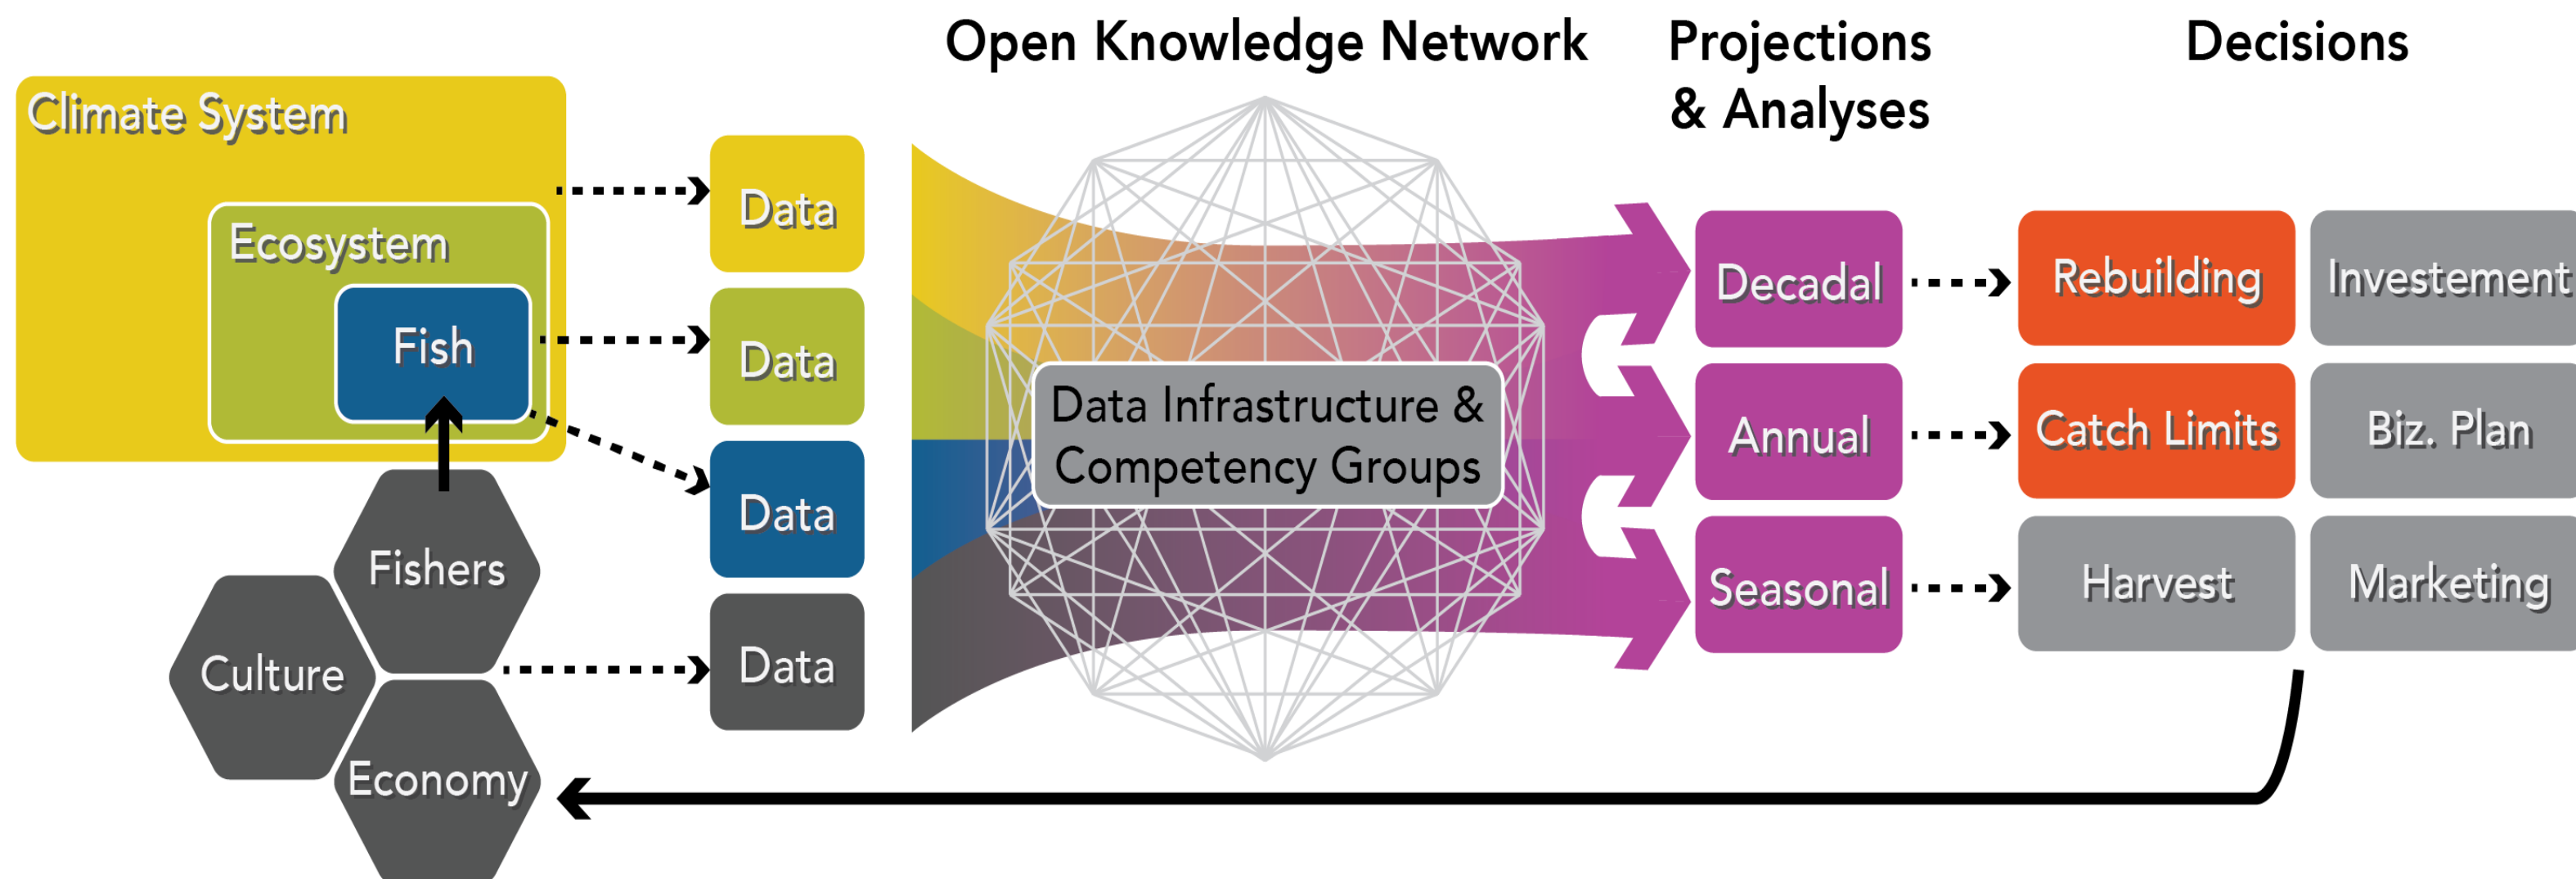 Open Knowledge Network
Projections
& Analyses
Decisions
Climate System
Ecosystem
Fish
Fishers
Culture
Economy
Data
Data
Data
Data
Data Infrastructure &
Competency Groups
Decadal
Annual
Seasonal
Rebuilding
Investement
Catch Limits
Biz. Plan
Harvest
Marketing